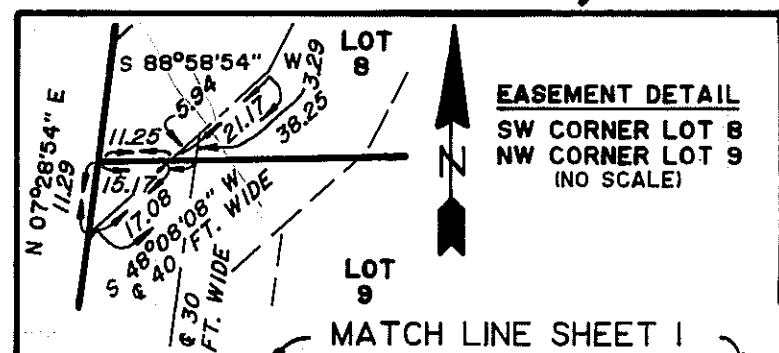 LOT
8
S 88°58'54" W
3.29
5.94
21.17
38.25
EASEMENT DETAIL
SW CORNER LOT 8
NW CORNER LOT 9
(NO SCALE)
N
11.25
15.17
17.08
N 07°28'54" E
11.29
S 48°08'08" W
℄ 40 FT. WIDE
℄ 30
FT. WIDE
LOT
9
MATCH LINE SHEET 1